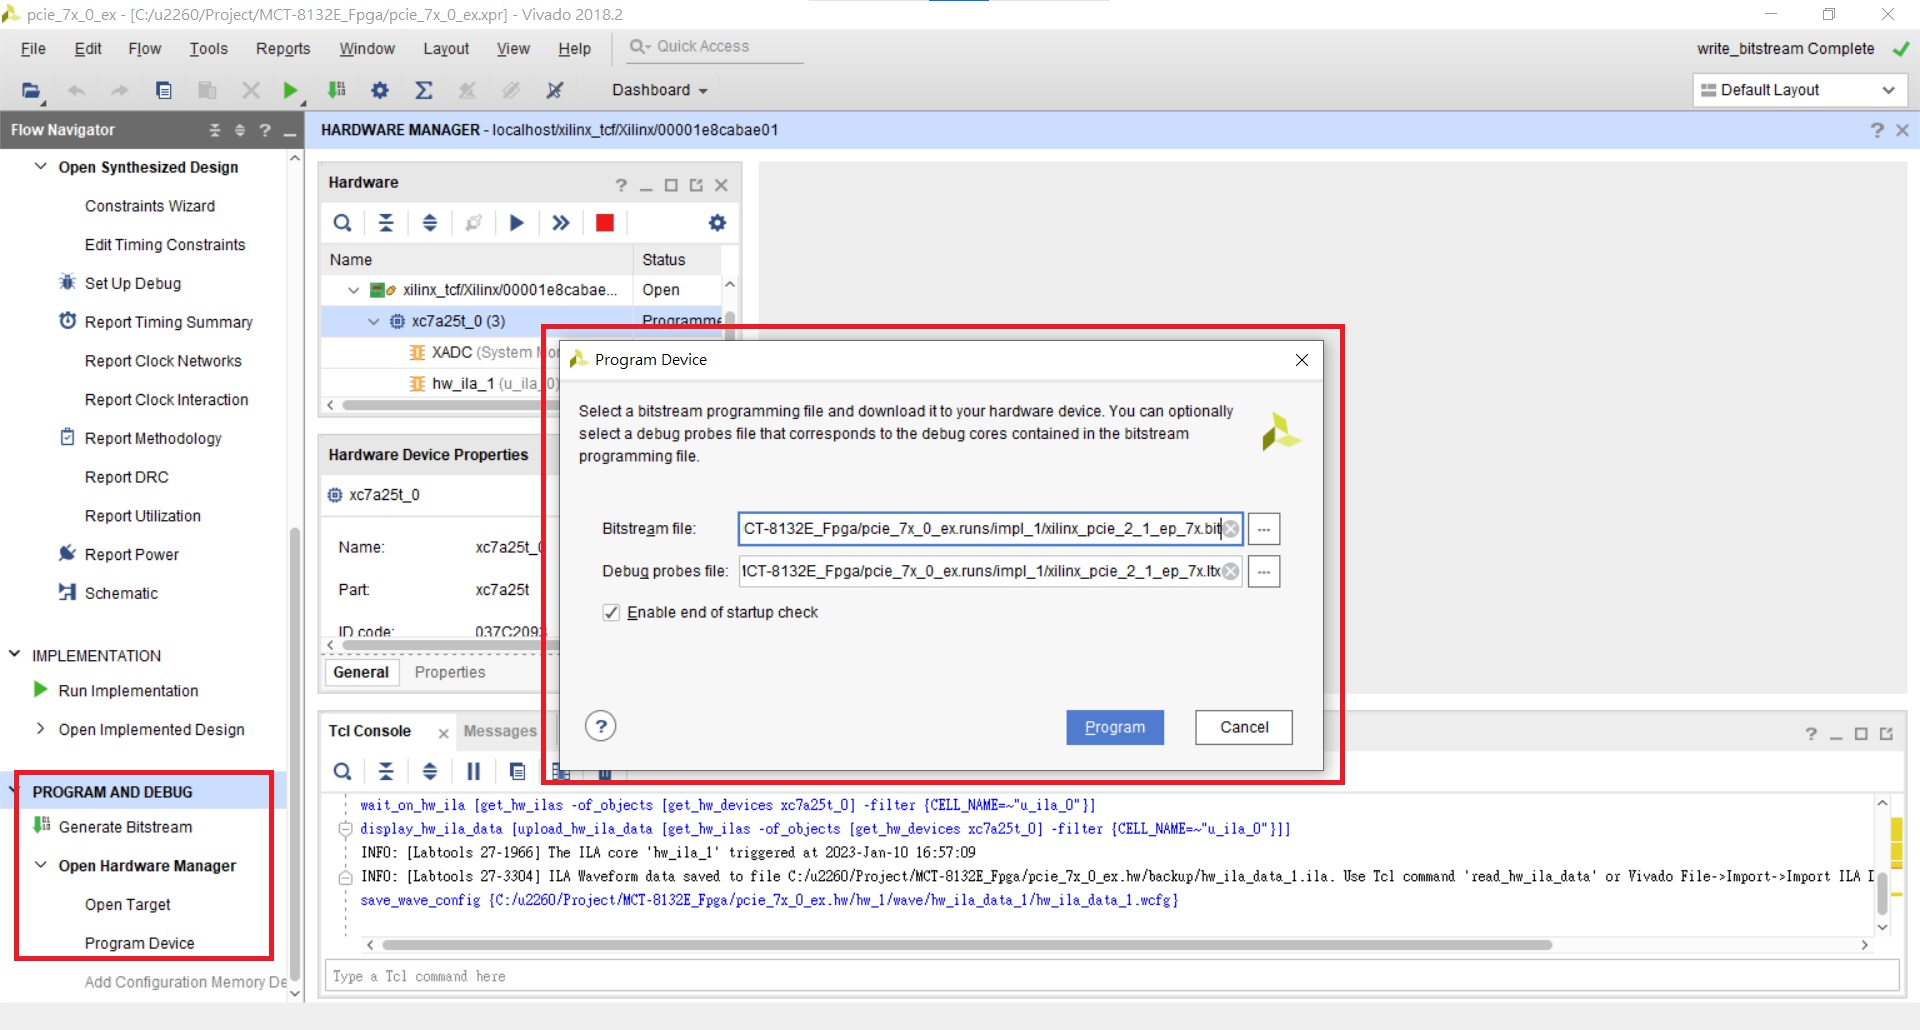 pcie_7x_0_ex - [C:/u2260/Project/MCT-8132E_Fpga/pcie_7x_0_ex.xpr] - Vivado 2018.2
File Edit Flow Tools Reports Window Layout View Help Quick Access
write_bitstream Complete
Dashboard
Default Layout
Flow Navigator
HARDWARE MANAGER - localhost/xilinx_tcf/Xilinx/00001e8cabae01
Open Synthesized Design
Constraints Wizard
Edit Timing Constraints
Set Up Debug
Report Timing Summary
Report Clock Networks
Report Clock Interaction
Report Methodology
Report DRC
Report Utilization
Report Power
Schematic
IMPLEMENTATION
Run Implementation
Open Implemented Design
PROGRAM AND DEBUG
Generate Bitstream
Open Hardware Manager
Open Target
Program Device
Add Configuration Memory De
Hardware
Name Status
xilinx_tcf/Xilinx/00001e8cabae... Open
xc7a25t_0 (3) Programme
XADC (System Mo
hw_ila_1 (u_ila_0)
Hardware Device Properties
xc7a25t_0
Name: xc7a25t_0
Part: xc7a25t
ID code: 037C2093
General Properties
Program Device
Select a bitstream programming file and download it to your hardware device. You can optionally
select a debug probes file that corresponds to the debug cores contained in the bitstream
programming file.
Bitstream file: CT-8132E_Fpga/pcie_7x_0_ex.runs/impl_1/xilinx_pcie_2_1_ep_7x.bit ...
Debug probes file: ICT-8132E_Fpga/pcie_7x_0_ex.runs/impl_1/xilinx_pcie_2_1_ep_7x.ltx ...
Enable end of startup check
Program Cancel
Tcl Console Messages
wait_on_hw_ila [get_hw_ilas -of_objects [get_hw_devices xc7a25t_0] -filter {CELL_NAME=~"u_ila_0"}]
display_hw_ila_data [upload_hw_ila_data [get_hw_ilas -of_objects [get_hw_devices xc7a25t_0] -filter {CELL_NAME=~"u_ila_0"}]]
INFO: [Labtools 27-1966] The ILA core 'hw_ila_1' triggered at 2023-Jan-10 16:57:09
INFO: [Labtools 27-3304] ILA Waveform data saved to file C:/u2260/Project/MCT-8132E_Fpga/pcie_7x_0_ex.hw/backup/hw_ila_data_1.ila. Use Tcl command 'read_hw_ila_data' or Vivado File->Import->Import ILA D
save_wave_config {C:/u2260/Project/MCT-8132E_Fpga/pcie_7x_0_ex.hw/hw_1/wave/hw_ila_data_1/hw_ila_data_1.wcfg}
Type a Tcl command here